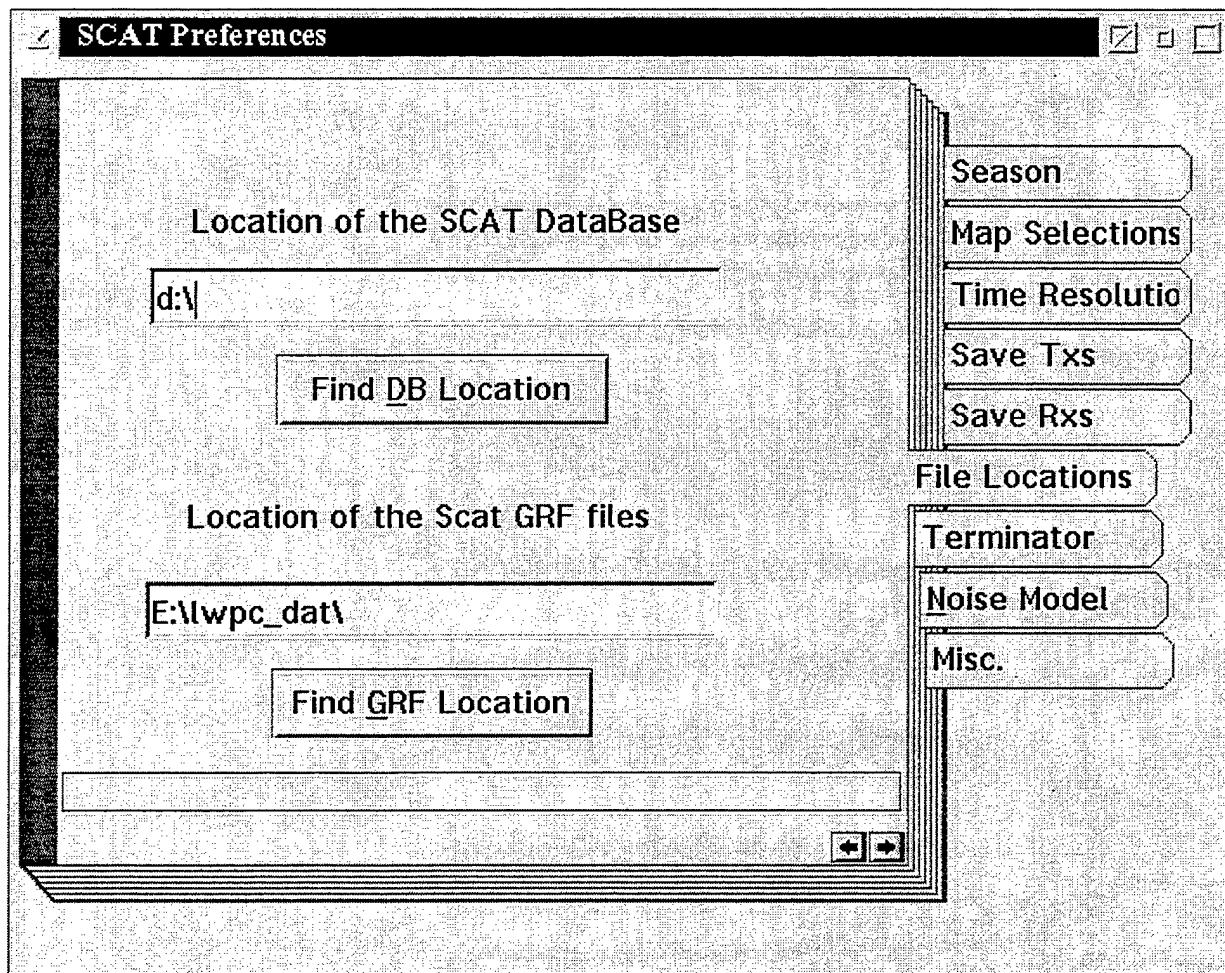 SCAT Preferences
Location of the SCAT DataBase
d:\
Find DB Location
Location of the Scat GRF files
E:\lwpc_dat\
Find GRF Location
Season
Map Selections
Time Resolutio
Save Txs
Save Rxs
File Locations
Terminator
Noise Model
Misc.